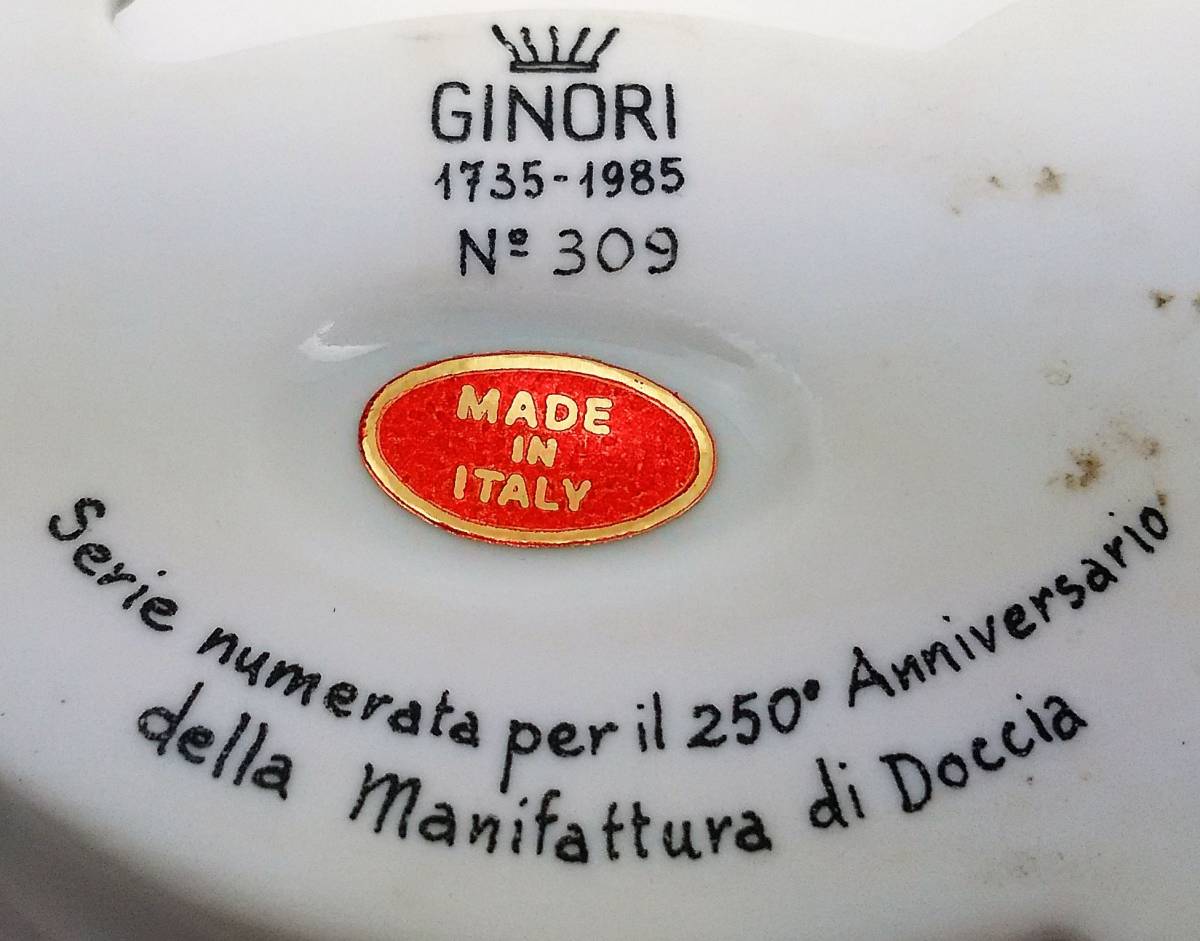 GINORI
1735-1985
Nº 309
MADE
IN
ITALY
Serie numerata per il 250° Anniversario
della Manifattura di Doccia